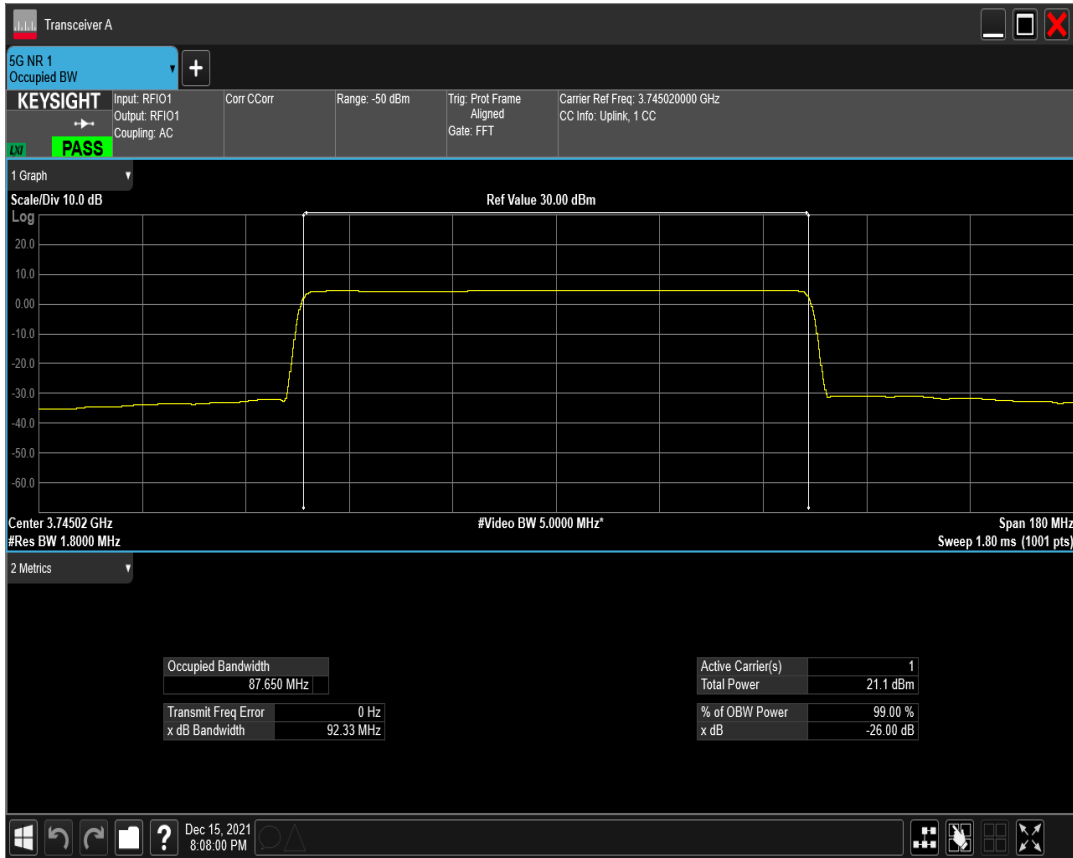 Transceiver A
5G NR 1
Occupied BW
KEYSIGHT
Input: RFIO1
Output: RFIO1
Coupling: AC
Corr CCorr
Range: -50 dBm
Trig: Prot Frame
Aligned
Gate: FFT
Carrier Ref Freq: 3.745020000 GHz
CC Info: Uplink, 1 CC
LXI
PASS
1 Graph
Scale/Div 10.0 dB
Ref Value 30.00 dBm
Log
20.0
10.0
0.00
-10.0
-20.0
-30.0
-40.0
-50.0
-60.0
Center 3.74502 GHz
#Video BW 5.0000 MHz*
Span 180 MHz
#Res BW 1.8000 MHz
Sweep 1.80 ms (1001 pts)
2 Metrics
Occupied Bandwidth
87.650 MHz
Transmit Freq Error 0 Hz
x dB Bandwidth 92.33 MHz
Active Carrier(s) 1
Total Power 21.1 dBm
% of OBW Power 99.00 %
x dB -26.00 dB
?
Dec 15, 2021
8:08:00 PM